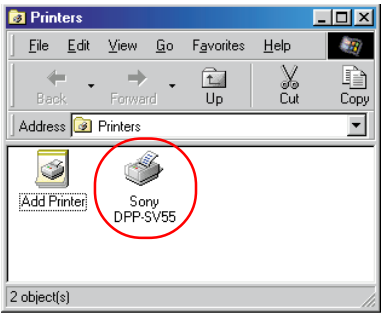 Printers
File Edit View Go Favorites Help
Back Forward Up Cut Copy
Address Printers
Add Printer Sony
DPP-SV55
2 object(s)